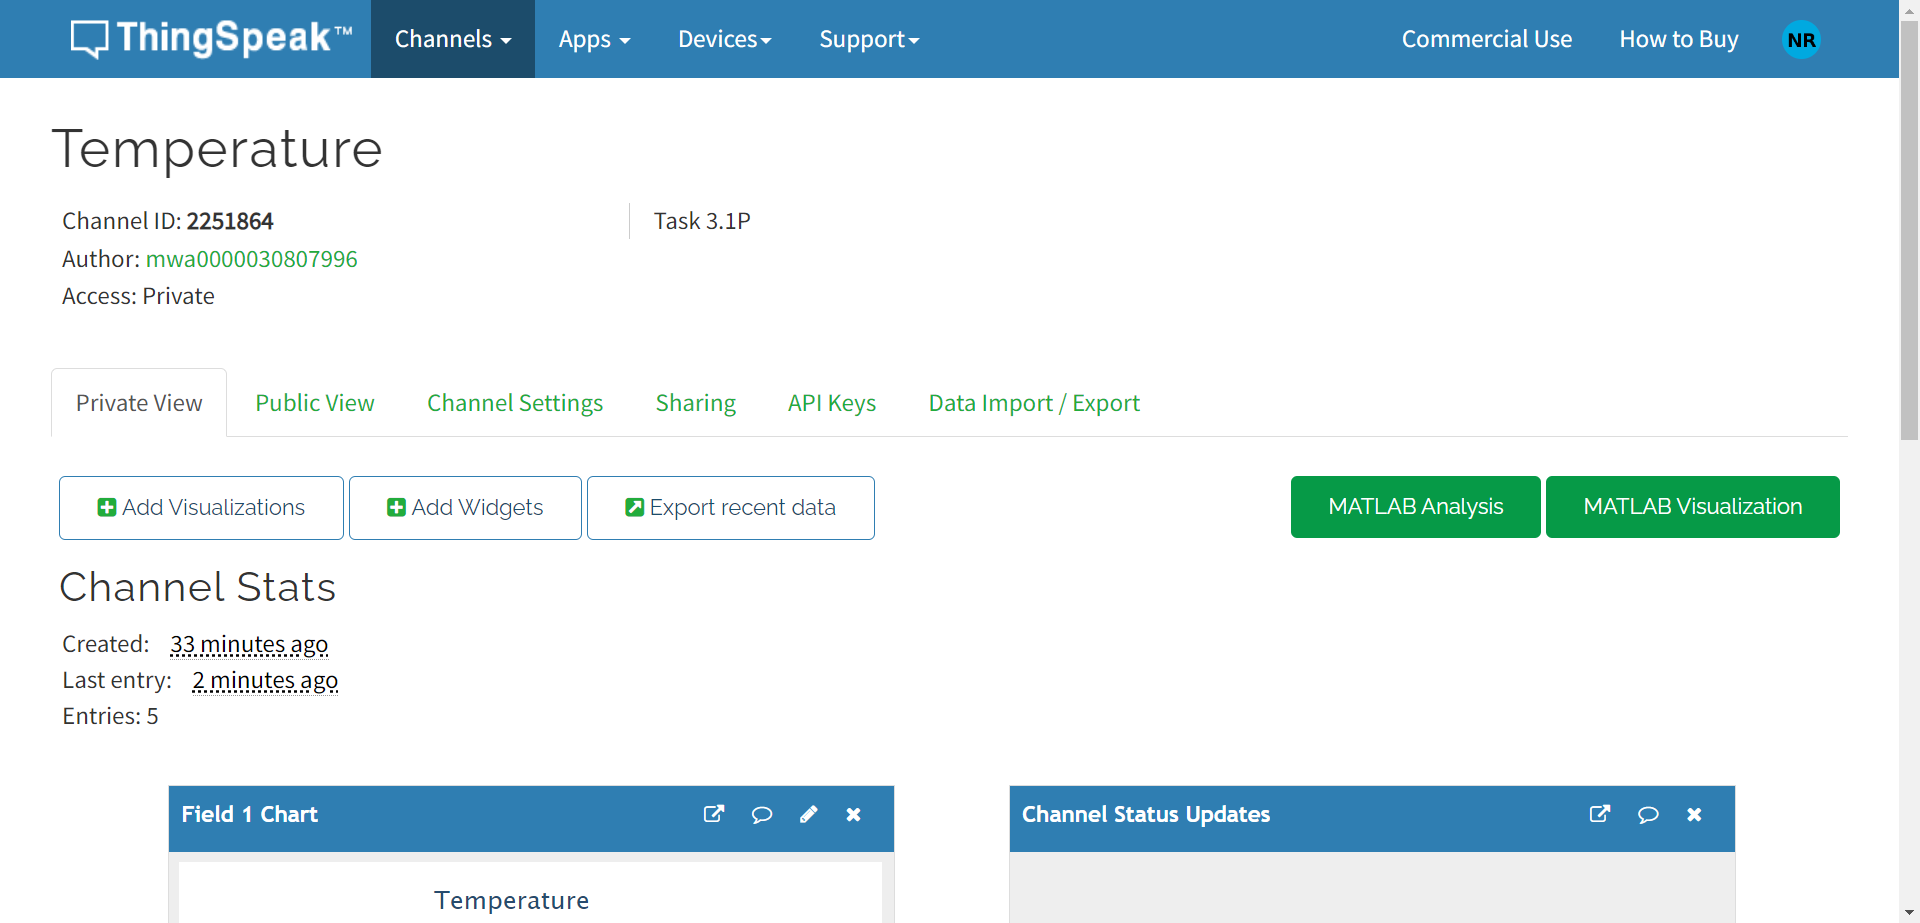 ThingSpeak™ Channels Apps Devices Support Commercial Use How to Buy NR
Temperature
Channel ID: 2251864
Task 3.1P
Author: mwa0000030807996
Access: Private
Private View Public View Channel Settings Sharing API Keys Data Import / Export
Add Visualizations Add Widgets Export recent data MATLAB Analysis MATLAB Visualization
Channel Stats
Created: 33 minutes ago
Last entry: 2 minutes ago
Entries: 5
Field 1 Chart
Temperature
Channel Status Updates